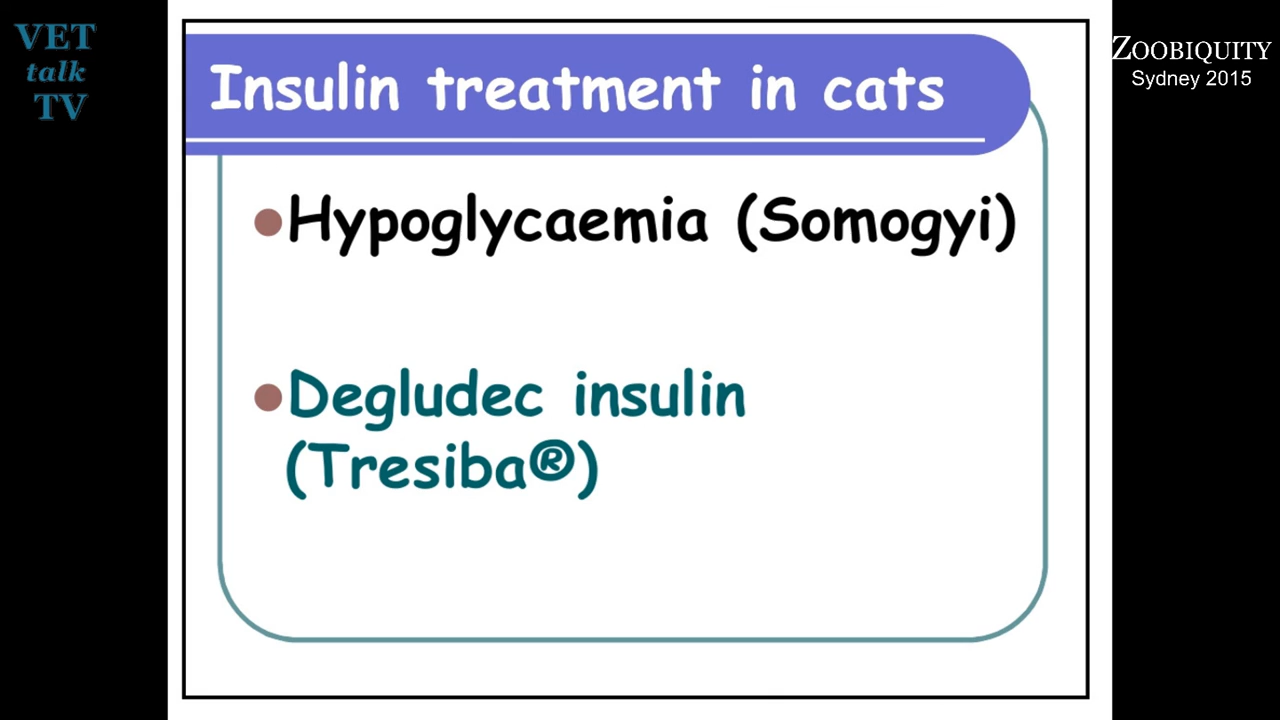 VET
talk
TV
Insulin treatment in cats
Hypoglycaemia (Somogyi)
Degludec insulin
(Tresiba®)
ZOOBIQUITY
Sydney 2015